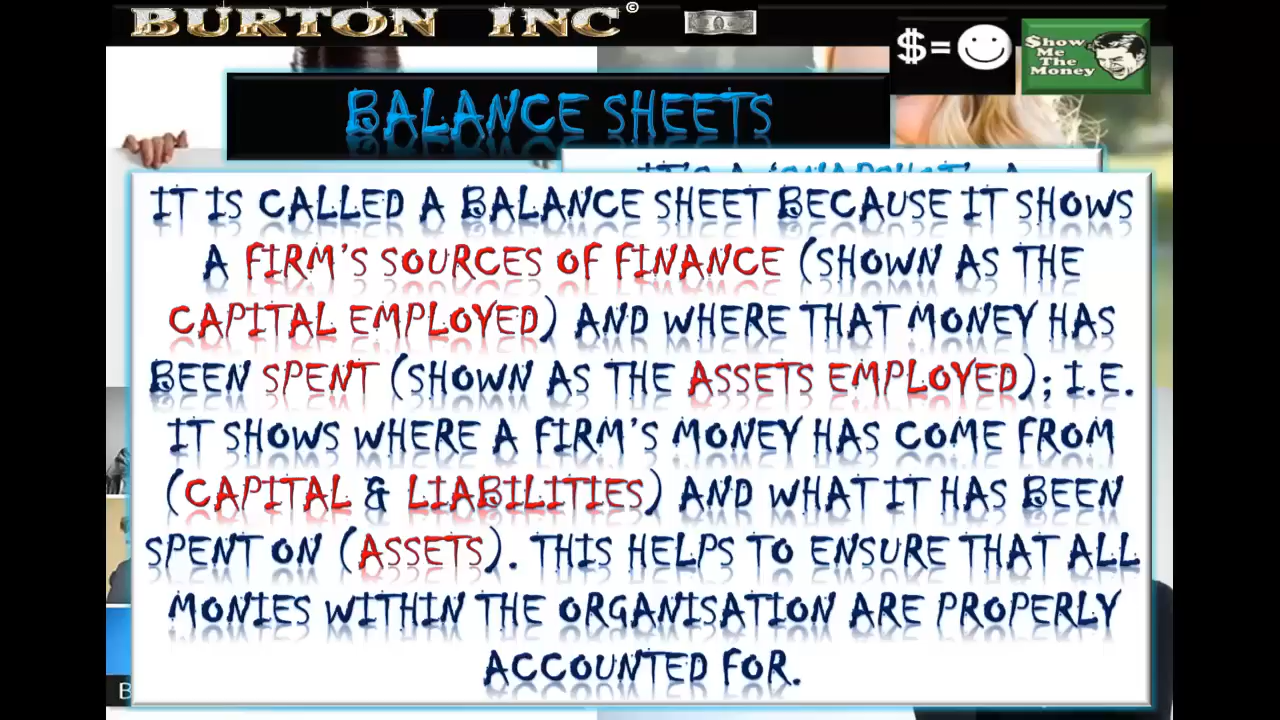 BURTON INC©
$=
Show
Me
The
Money
BALANCE SHEETS
IT IS CALLED A BALANCE SHEET BECAUSE IT SHOWS
A FIRM'S SOURCES OF FINANCE (SHOWN AS THE
CAPITAL EMPLOYED) AND WHERE THAT MONEY HAS
BEEN SPENT (SHOWN AS THE ASSETS EMPLOYED); I.E.
IT SHOWS WHERE A FIRM'S MONEY HAS COME FROM
(CAPITAL & LIABILITIES) AND WHAT IT HAS BEEN
SPENT ON (ASSETS). THIS HELPS TO ENSURE THAT ALL
MONIES WITHIN THE ORGANISATION ARE PROPERLY
ACCOUNTED FOR.